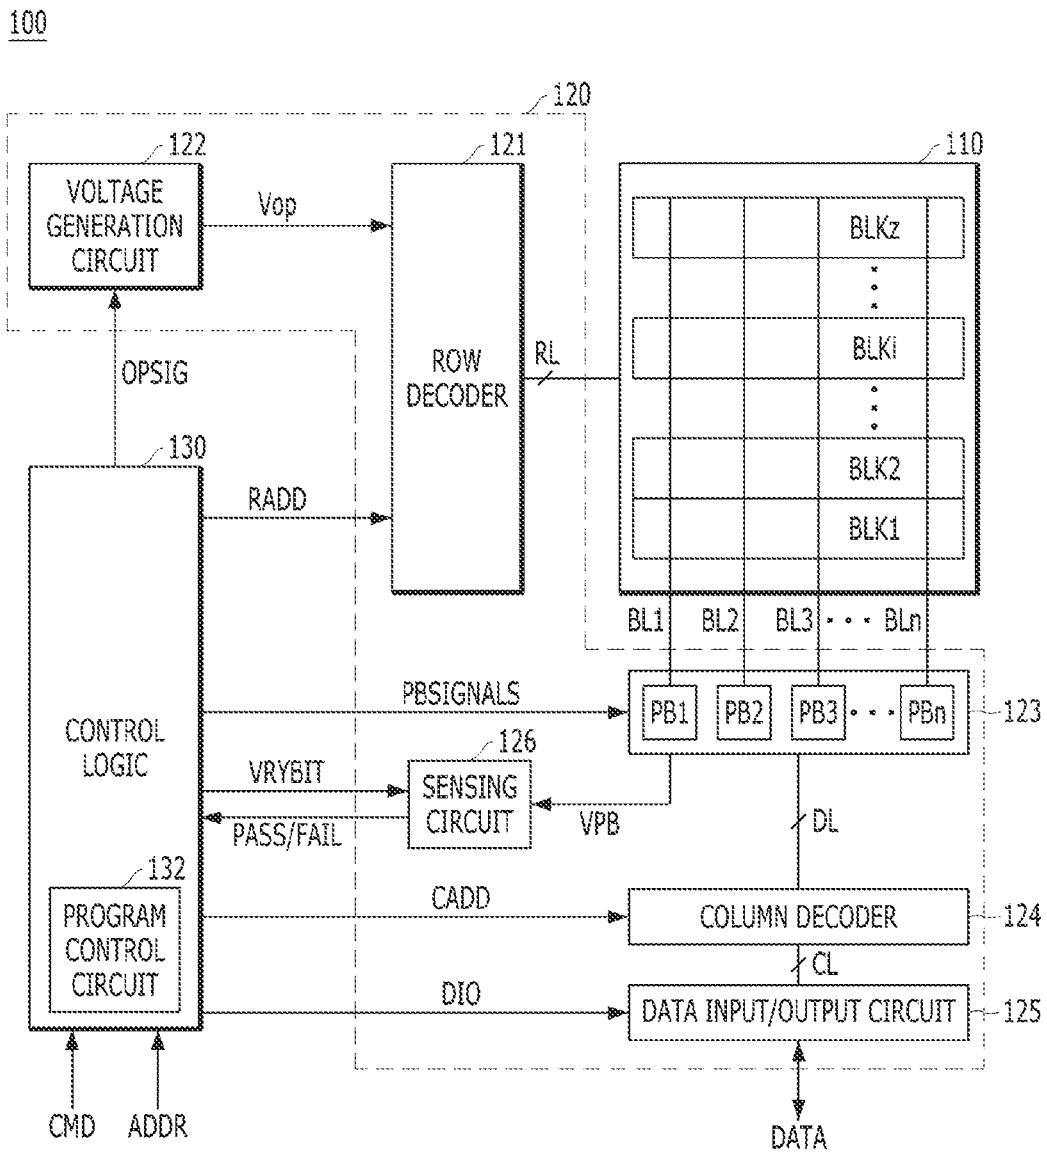 100
120
122
VOLTAGE
GENERATION
CIRCUIT
Vop
121
ROW
DECODER
RL
110
BLKz
BLKi
BLK2
BLK1
OPSIG
130
RADD
BL1 BL2 BL3 BLn
PBSIGNALS
PB1 PB2 PB3 PBn
123
CONTROL
LOGIC
VRYBIT
PASS/FAIL
126
SENSING
CIRCUIT
VPB
DL
132
PROGRAM
CONTROL
CIRCUIT
CADD
COLUMN DECODER
124
CL
DIO
DATA INPUT/OUTPUT CIRCUIT
125
CMD ADDR
DATA